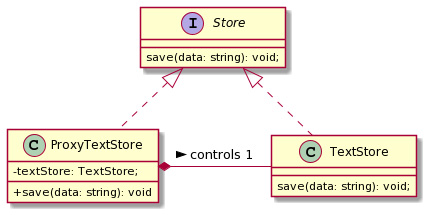 I Store
save(data: string): void;
C ProxyTextStore
-textStore: TextStore;
+save(data: string): void
► controls 1
C TextStore
save(data: string): void;